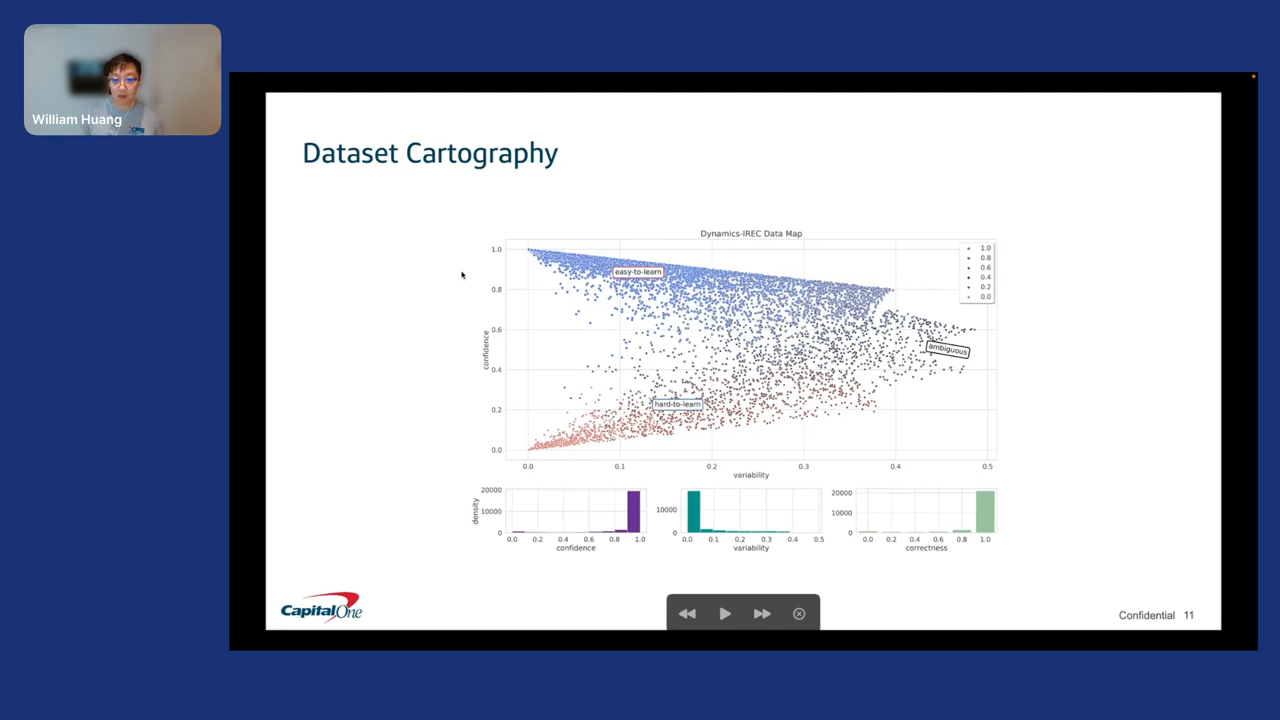 William Huang
Dataset Cartography
Dynamics-IREC Data Map
1.0
0.8
0.6
0.4
0.2
0.0
confidence
easy-to-learn
ambiguous
hard-to-learn
1.0
0.8
0.6
0.4
0.2
0.0
0.0 0.1 0.2 0.3 0.4 0.5
variability
density
20000
10000
0
0.0 0.2 0.4 0.6 0.8 1.0
confidence
10000
0
0.0 0.1 0.2 0.3 0.4 0.5
variability
20000
10000
0
0.0 0.2 0.4 0.6 0.8 1.0
correctness
Capital One
Confidential 11